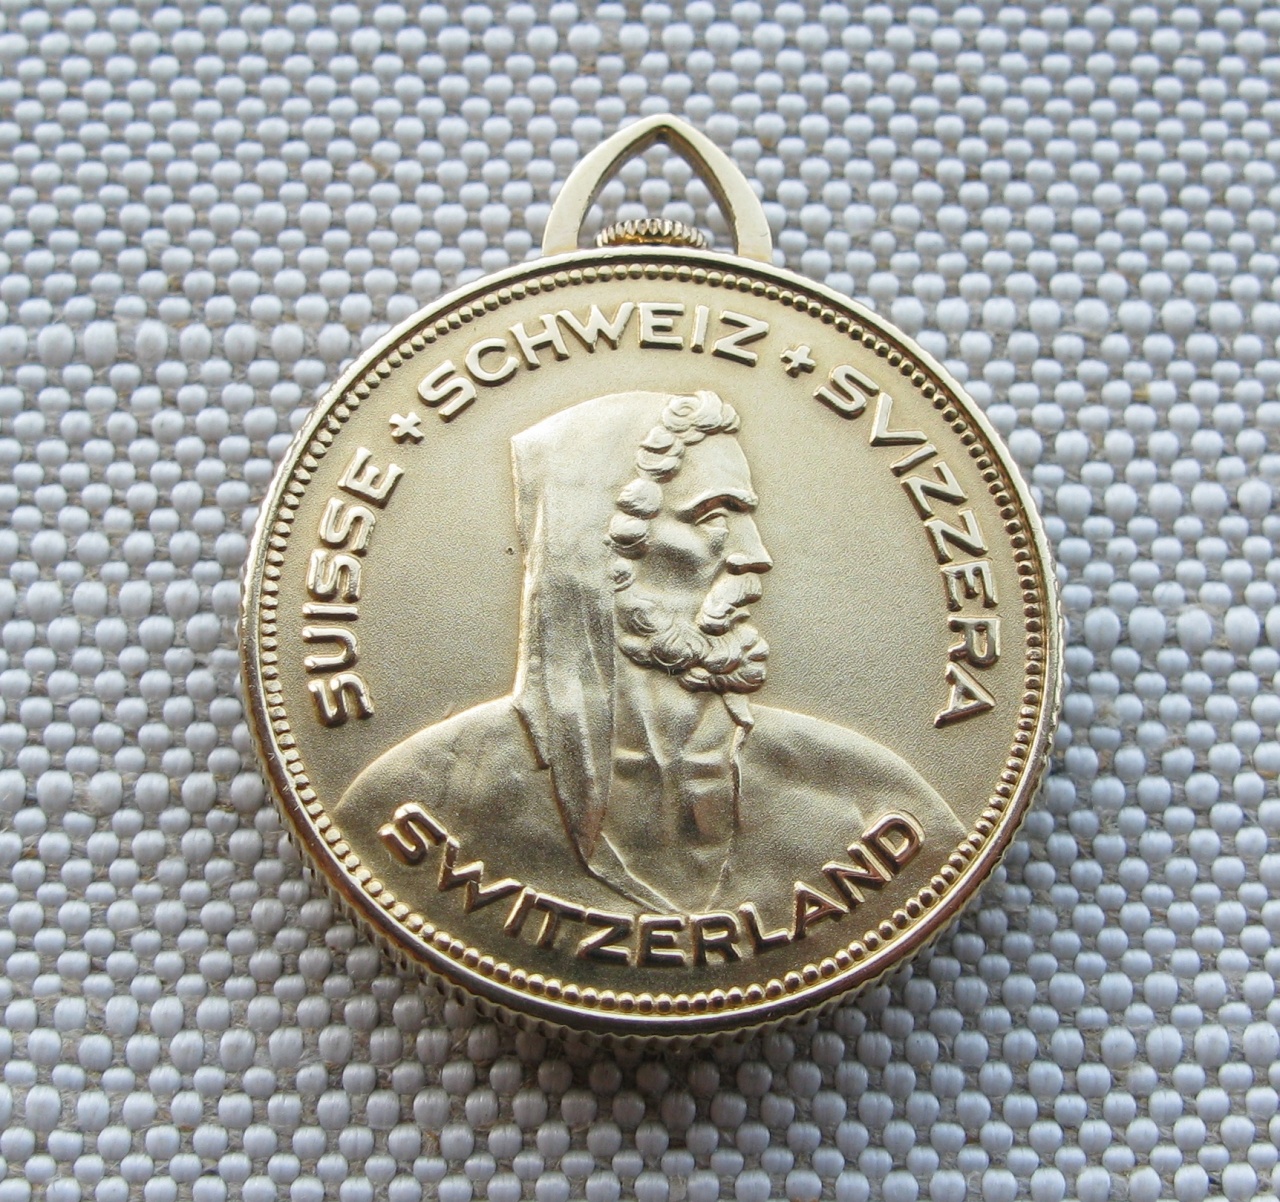 SUISSE + SCHWEIZ + SVIZZERA
SWITZERLAND